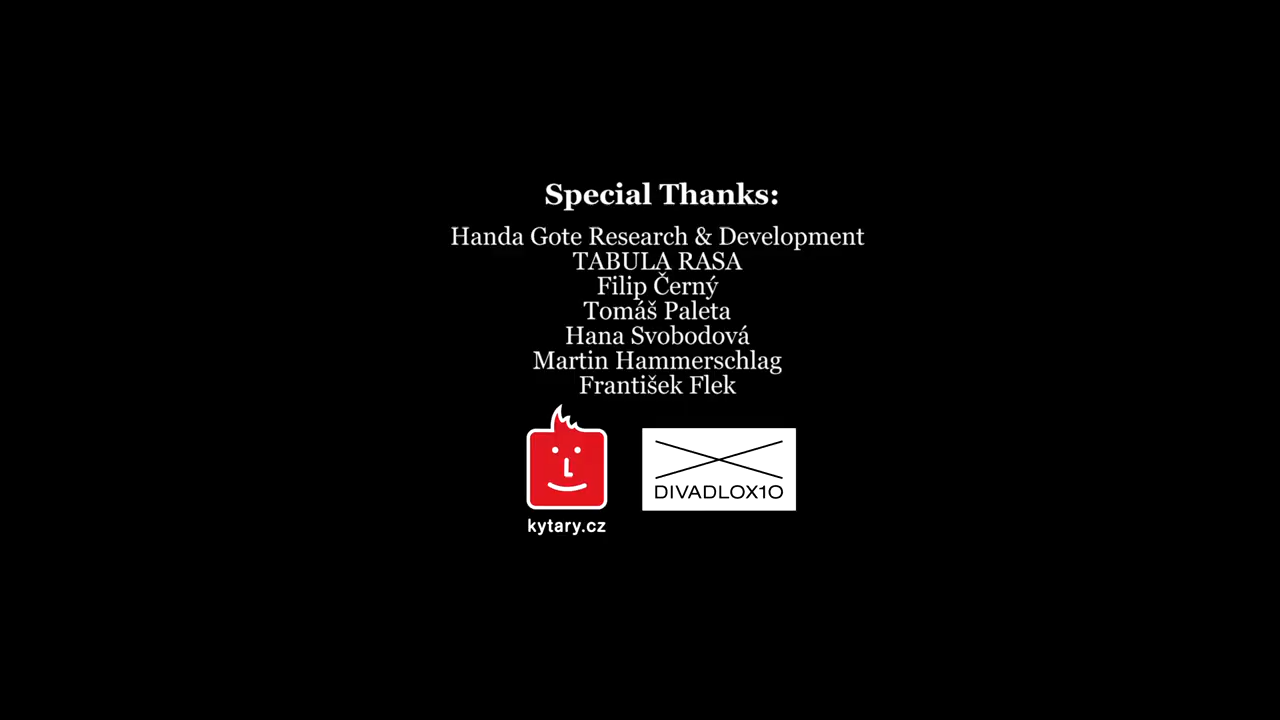 Special Thanks:
Handa Gote Research & Development
TABULA RASA
Filip Černý
Tomáš Paleta
Hana Svobodová
Martin Hammerschlag
František Flek
kytary.cz
DIVADLOX10